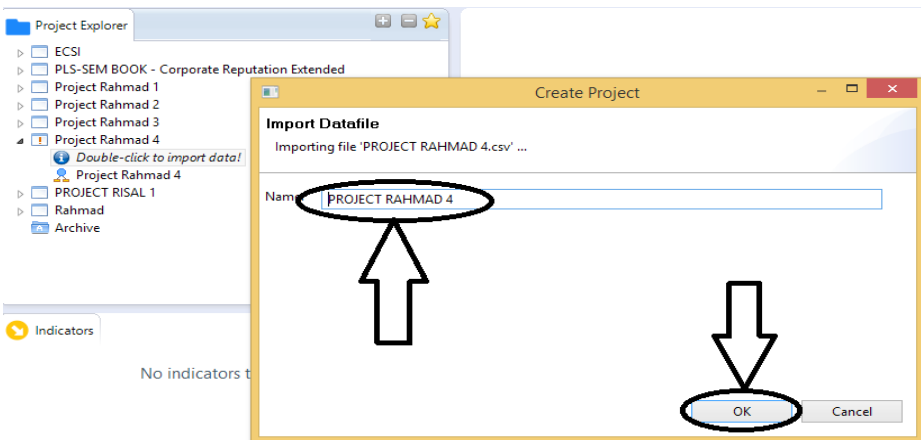 Project Explorer
ECSI
PLS-SEM BOOK - Corporate Reputation Extended
Project Rahmad 1
Project Rahmad 2
Project Rahmad 3
Project Rahmad 4
Double-click to import data!
Project Rahmad 4
PROJECT RISAL 1
Rahmad
Archive
Indicators
No indicators t
Create Project
Import Datafile
Importing file 'PROJECT RAHMAD 4.csv' ...
Name
PROJECT RAHMAD 4
OK Cancel